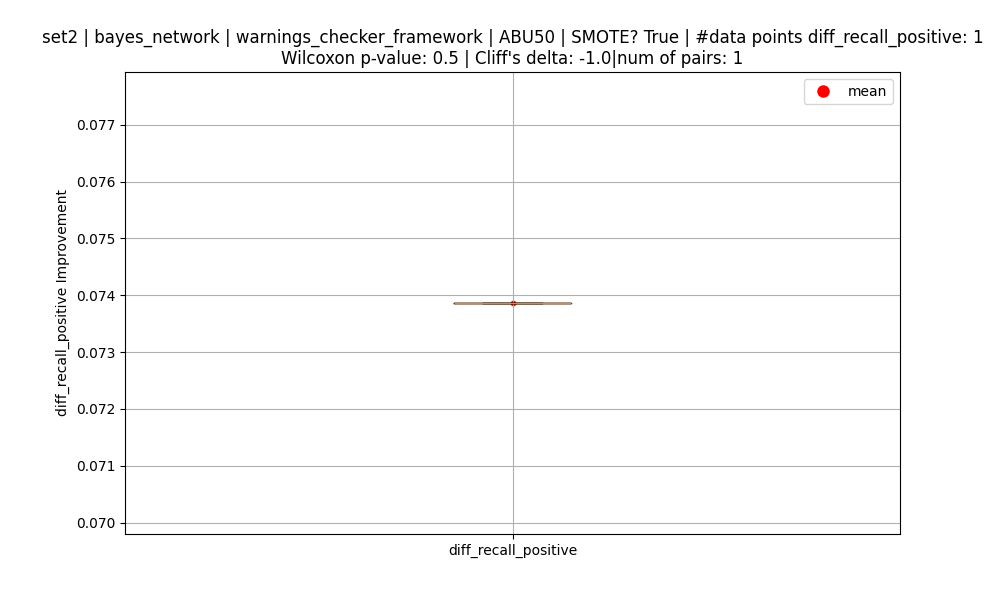 set2 | bayes_network | warnings_checker_framework | ABU50 | SMOTE? True | #data points diff_recall_positive: 1
Wilcoxon p-value: 0.5 | Cliff's delta: -1.0|num of pairs: 1
mean
diff_recall_positive Improvement
0.077
0.076
0.075
0.074
0.073
0.072
0.071
0.070
diff_recall_positive